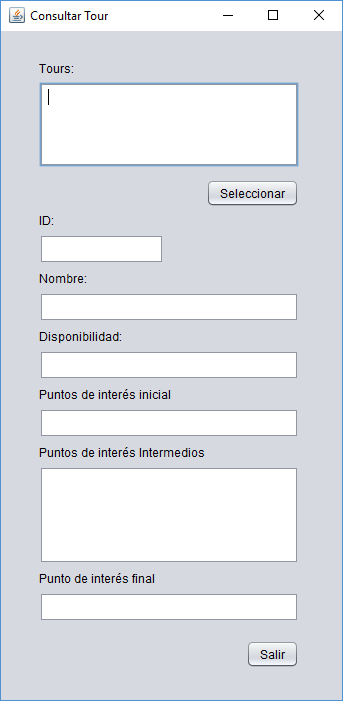 Consultar Tour
Tours:
Seleccionar
ID:
Nombre:
Disponibilidad:
Puntos de interés inicial
Puntos de interés Intermedios
Punto de interés final
Salir